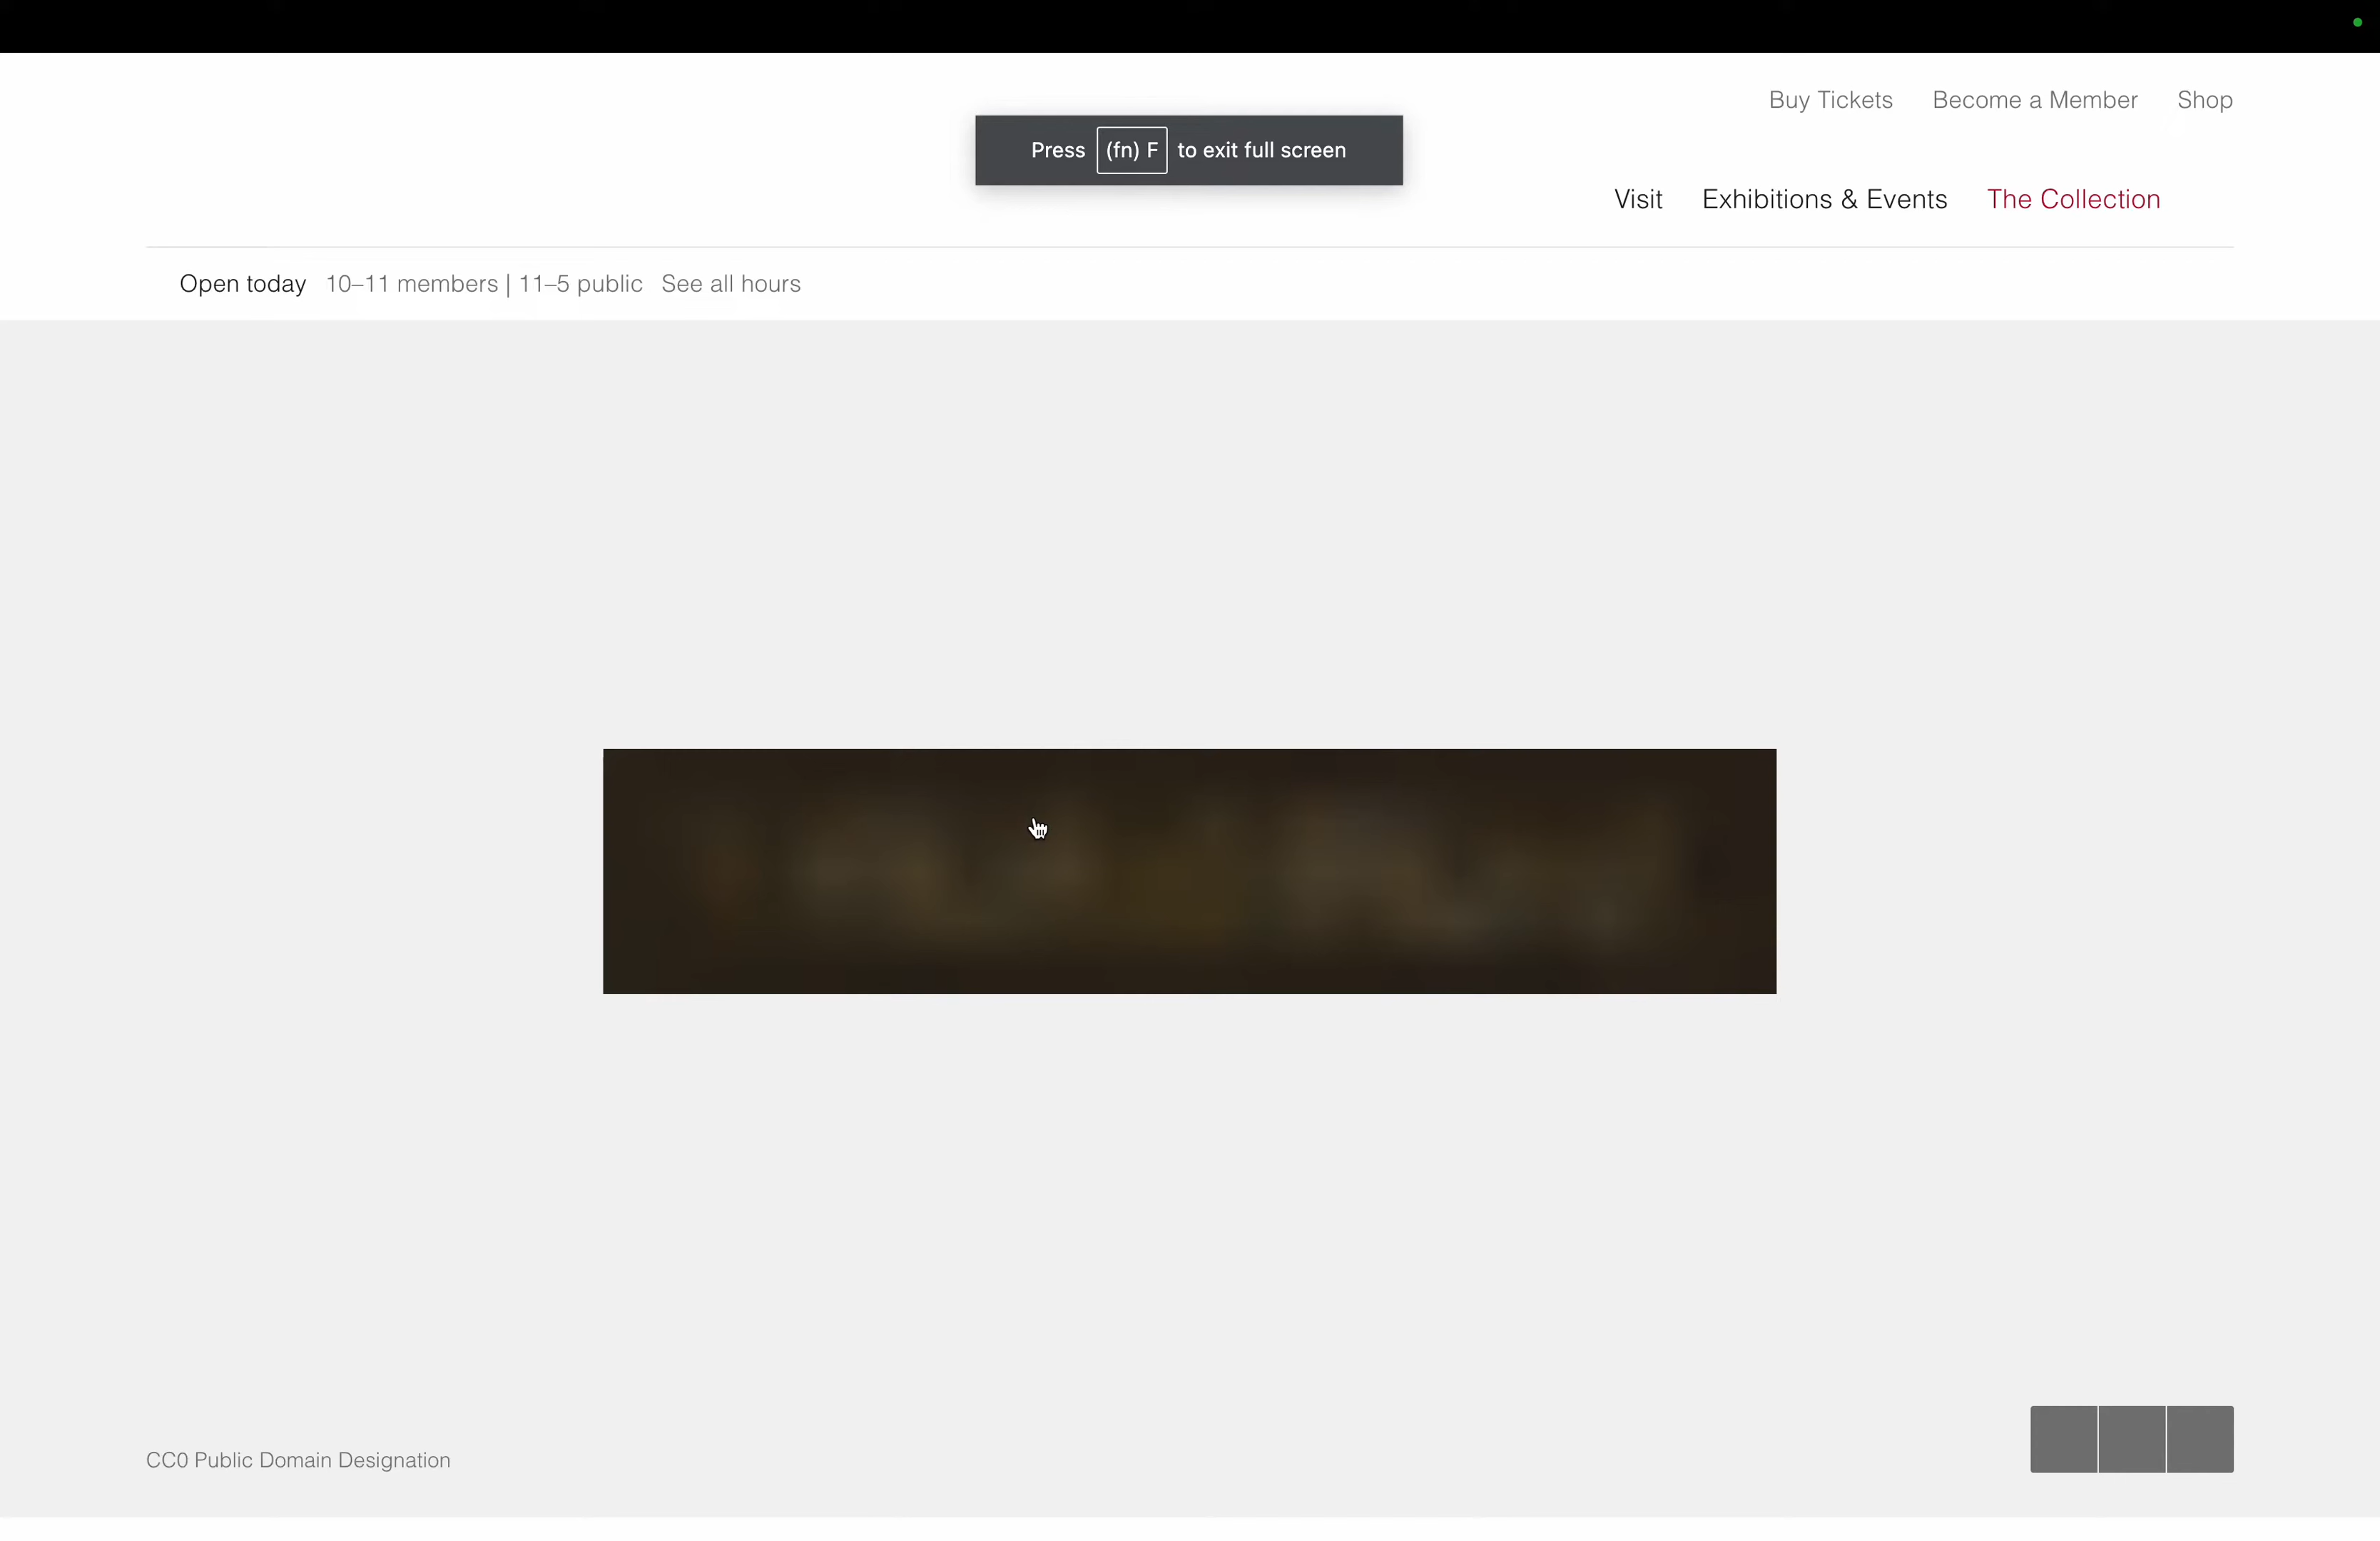 Buy Tickets Become a Member Shop
Press (fn) F to exit full screen
Visit Exhibitions & Events The Collection
Open today 10–11 members | 11–5 public See all hours
CC0 Public Domain Designation